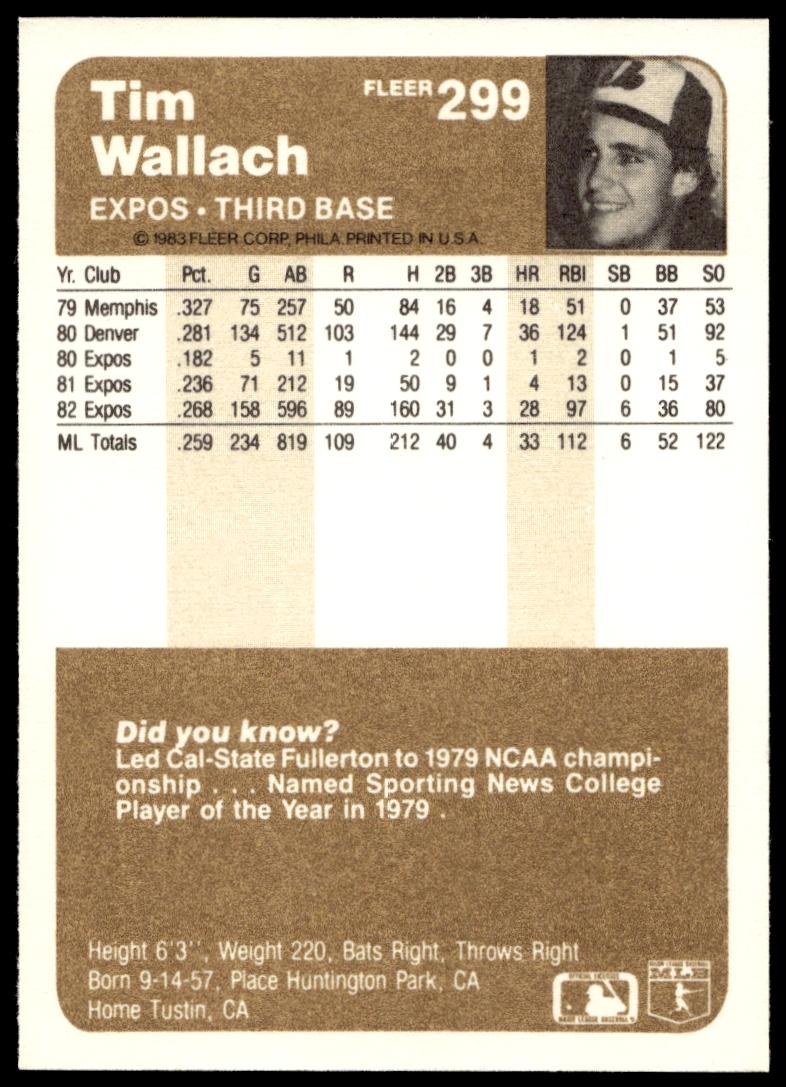 Tim
Wallach
FLEER 299
EXPOS • THIRD BASE
© 1983 FLEER CORP, PHILA. PRINTED IN U.S.A.
Yr. Club Pct. G AB R H 2B 3B HR RBI SB BB SO
79 Memphis .327 75 257 50 84 16 4 18 51 0 37 53
80 Denver .281 134 512 103 144 29 7 36 124 1 51 92
80 Expos .182 5 11 1 2 0 0 1 2 0 1 5
81 Expos .236 71 212 19 50 9 1 4 13 0 15 37
82 Expos .268 158 596 89 160 31 3 28 97 6 36 80
ML Totals .259 234 819 109 212 40 4 33 112 6 52 122
Did you know?
Led Cal-State Fullerton to 1979 NCAA champi-
onship . . . Named Sporting News College
Player of the Year in 1979 .
Height 6'3'', Weight 220, Bats Right, Throws Right
Born 9-14-57, Place Huntington Park, CA
Home Tustin, CA